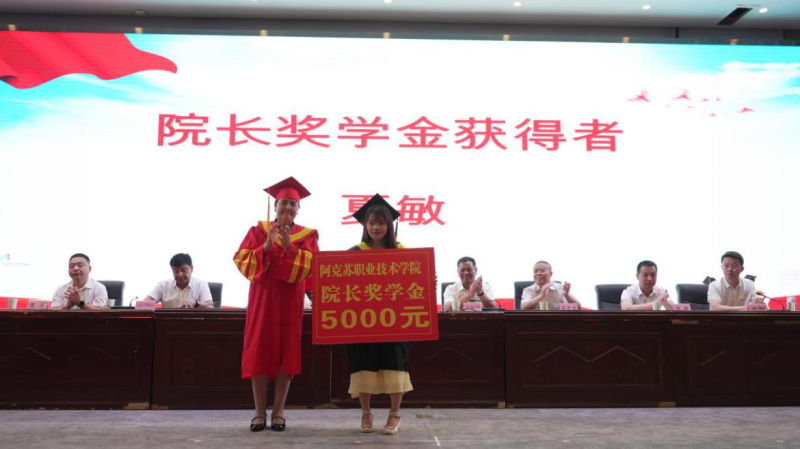 院长奖学金获得者
夏敏
阿克苏职业技术学院
院长奖学金
5000元